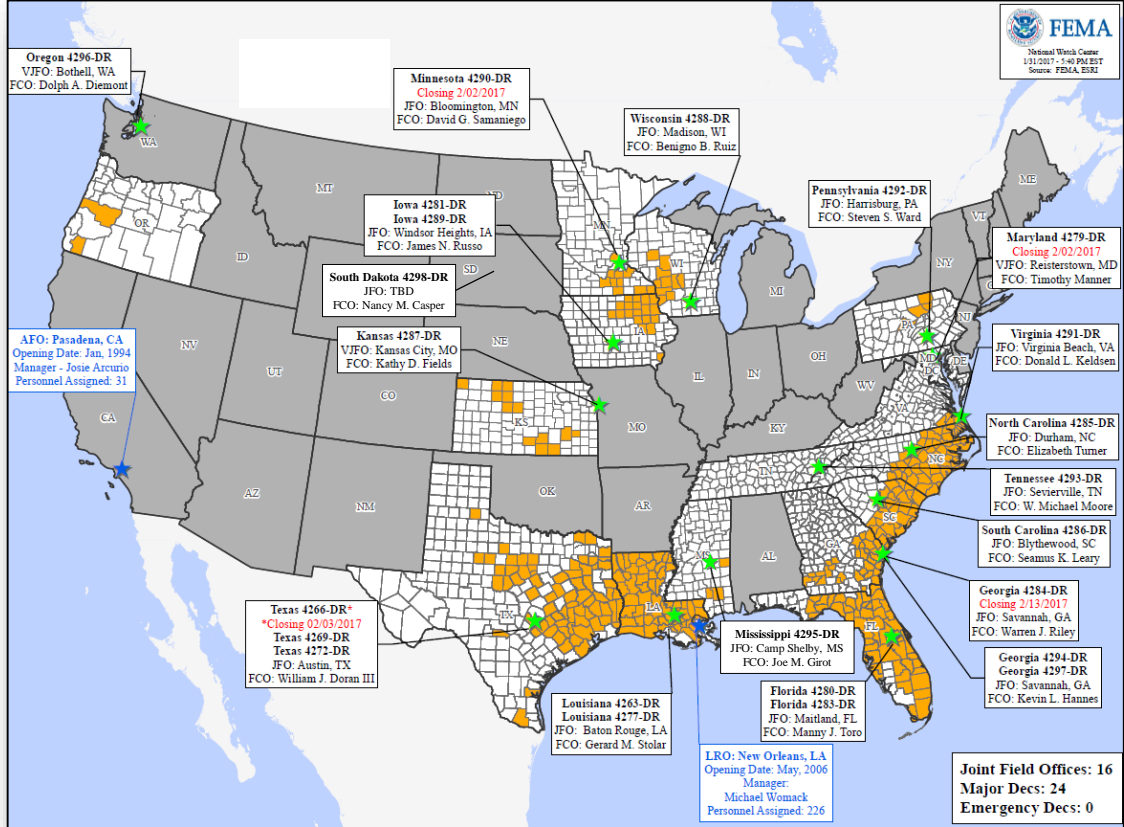 FEMA
National Watch Center
1/31/2017 - 5:40 PM EST
Source: FEMA, ESRI
Oregon 4296-DR
VJFO: Bothell, WA
FCO: Dolph A. Diemont
Minnesota 4290-DR
Closing 2/02/2017
JFO: Bloomington, MN
FCO: David G. Samaniego
Wisconsin 4288-DR
JFO: Madison, WI
FCO: Benigno B. Ruiz
Pennsylvania 4292-DR
JFO: Harrisburg, PA
FCO: Steven S. Ward
Iowa 4281-DR
Iowa 4289-DR
JFO: Windsor Heights, IA
FCO: James N. Russo
Maryland 4279-DR
Closing 2/02/2017
VJFO: Reisterstown, MD
FCO: Timothy Manner
South Dakota 4298-DR
JFO: TBD
FCO: Nancy M. Casper
Kansas 4287-DR
VJFO: Kansas City, MO
FCO: Kathy D. Fields
AFO: Pasadena, CA
Opening Date: Jan, 1994
Manager - Josie Arcurio
Personnel Assigned: 31
Virginia 4291-DR
JFO: Virginia Beach, VA
FCO: Donald L. Keldsen
North Carolina 4285-DR
JFO: Durham, NC
FCO: Elizabeth Turner
Tennessee 4293-DR
JFO: Sevierville, TN
FCO: W. Michael Moore
South Carolina 4286-DR
JFO: Blythewood, SC
FCO: Seamus K. Leary
Georgia 4284-DR
Closing 2/13/2017
JFO: Savannah, GA
FCO: Warren J. Riley
Georgia 4294-DR
Georgia 4297-DR
JFO: Savannah, GA
FCO: Kevin L. Hannes
Texas 4266-DR*
*Closing 02/03/2017
Texas 4269-DR
Texas 4272-DR
JFO: Austin, TX
FCO: William J. Doran III
Mississippi 4295-DR
JFO: Camp Shelby, MS
FCO: Joe M. Girot
Florida 4280-DR
Florida 4283-DR
JFO: Maitland, FL
FCO: Manny J. Toro
Louisiana 4263-DR
Louisiana 4277-DR
JFO: Baton Rouge, LA
FCO: Gerard M. Stolar
LRO: New Orleans, LA
Opening Date: May, 2006
Manager:
Michael Womack
Personnel Assigned: 226
Joint Field Offices: 16
Major Decs: 24
Emergency Decs: 0
WA
MT
ME
VT
MN
OR
ID
SD
WI
MI
NY
PA
NJ
NV
UT
NE
IA
IL
IN
OH
MD
DE
DC
WV
VA
CA
CO
KS
MO
KY
NC
TN
AZ
NM
OK
AR
SC
MS
AL
GA
TX
LA
FL